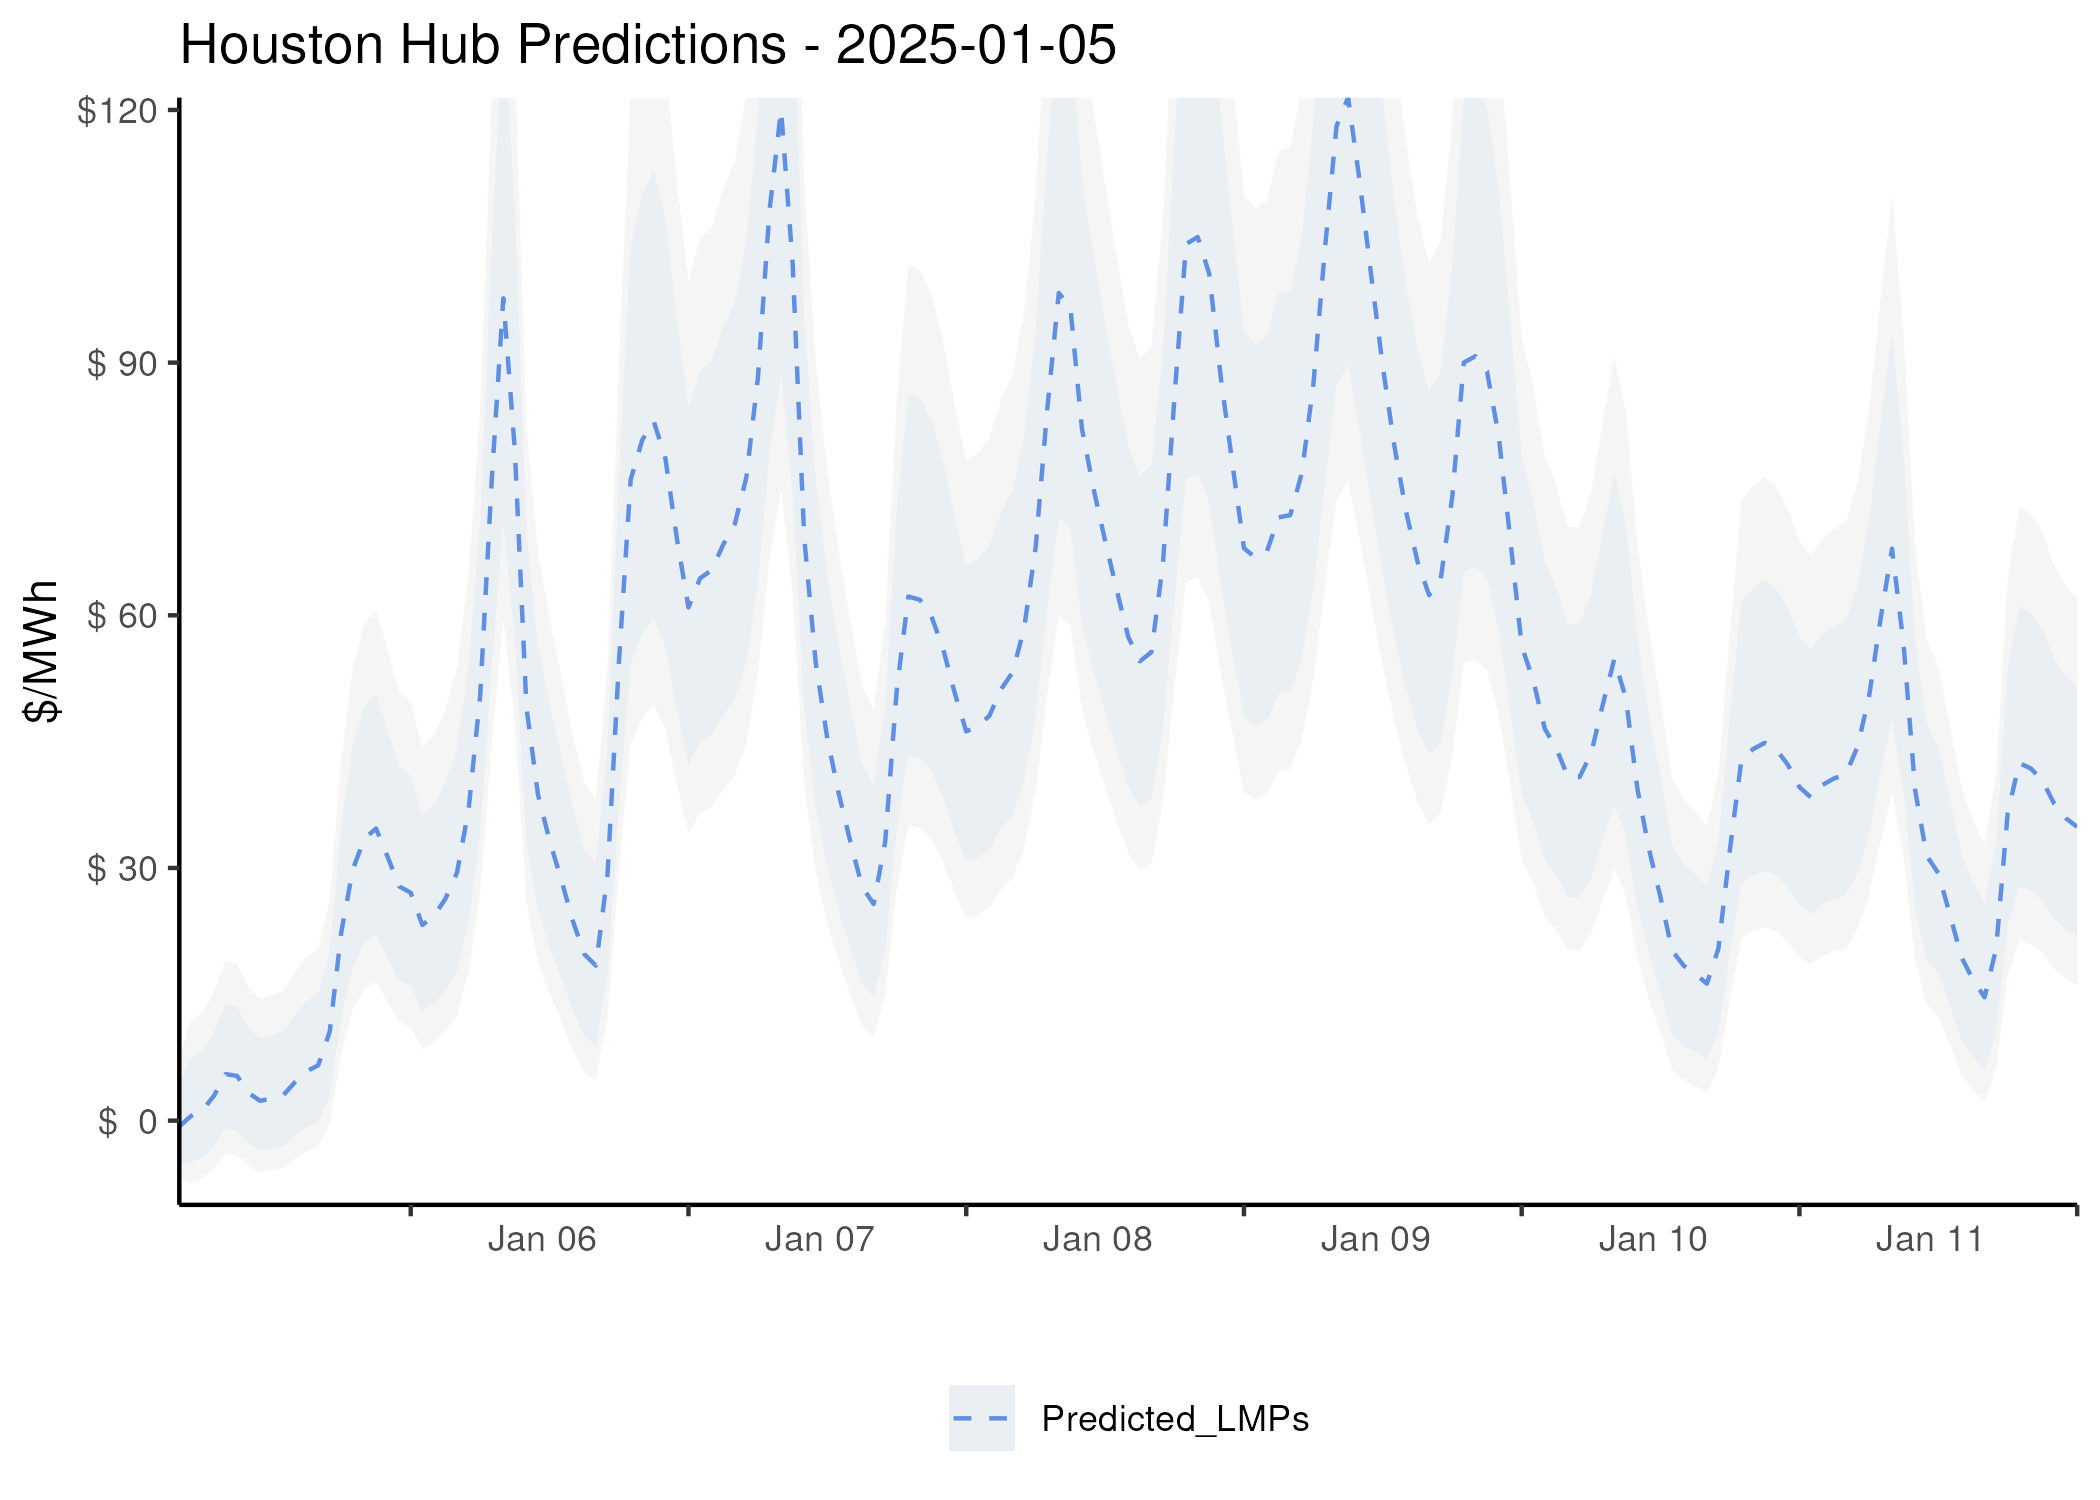 Houston Hub Predictions - 2025-01-05
$120
$ 90
$ 60
$ 30
$  0
$/MWh
Jan 06 Jan 07 Jan 08 Jan 09 Jan 10 Jan 11
Predicted_LMPs